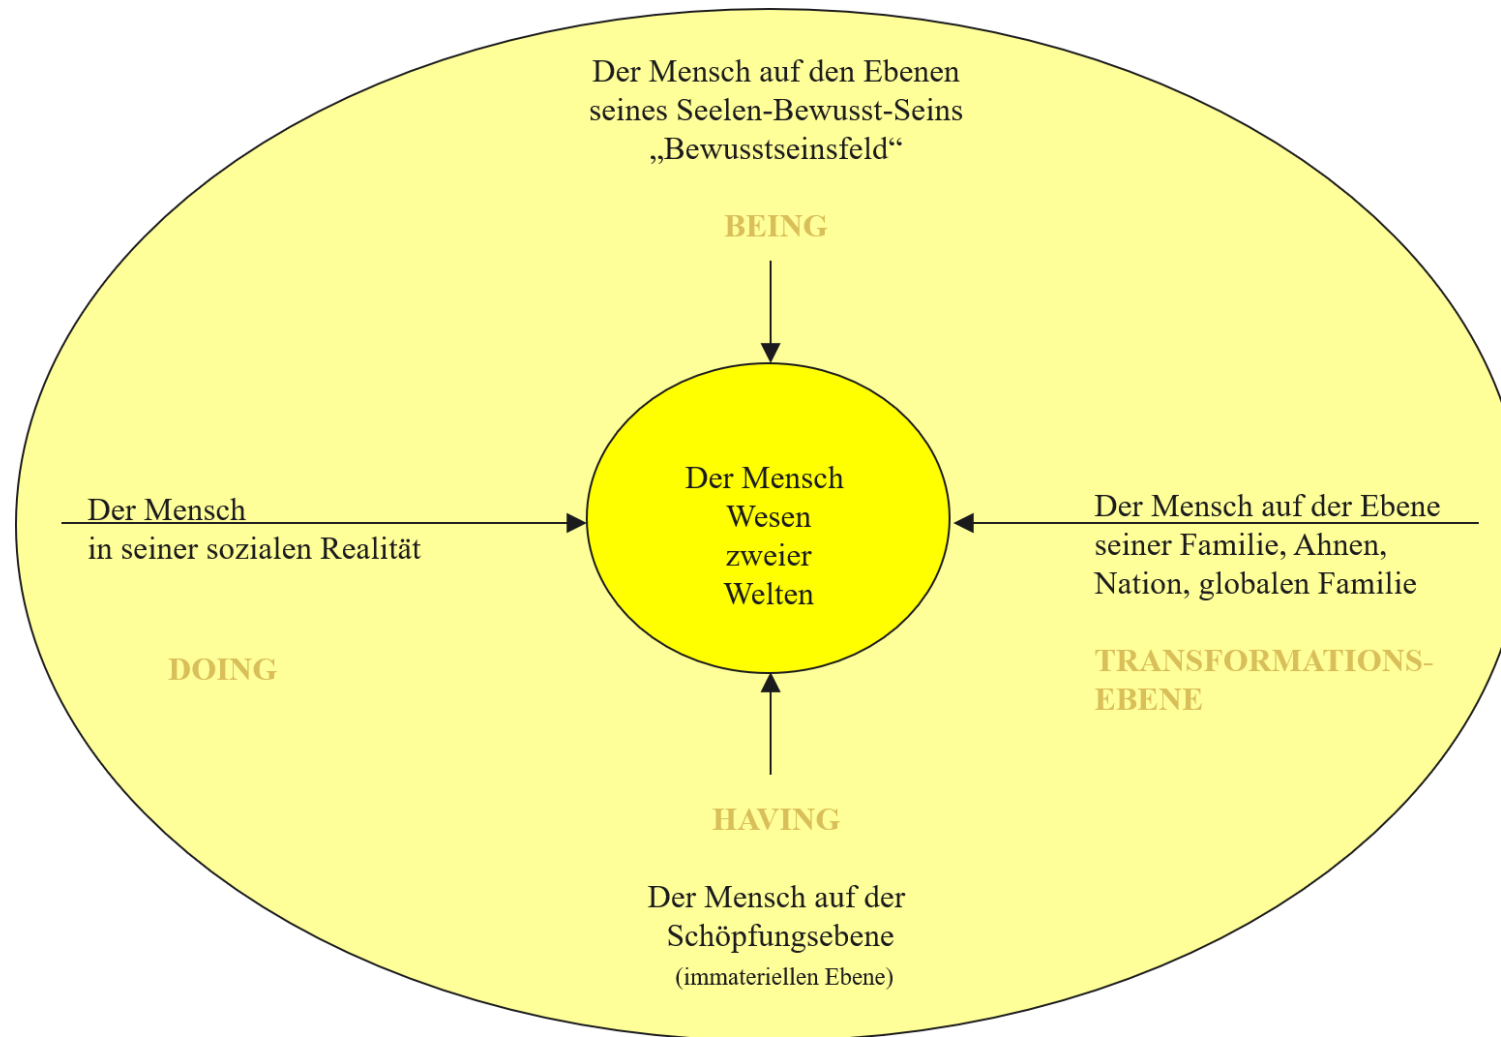 Der Mensch auf den Ebenen
seines Seelen-Bewusst-Seins
„Bewusstseinsfeld“
BEING
Der Mensch
Wesen
zweier
Welten
Der Mensch
in seiner sozialen Realität
DOING
Der Mensch auf der Ebene
seiner Familie, Ahnen,
Nation, globalen Familie
TRANSFORMATIONS-
EBENE
HAVING
Der Mensch auf der
Schöpfungsebene
(immateriellen Ebene)